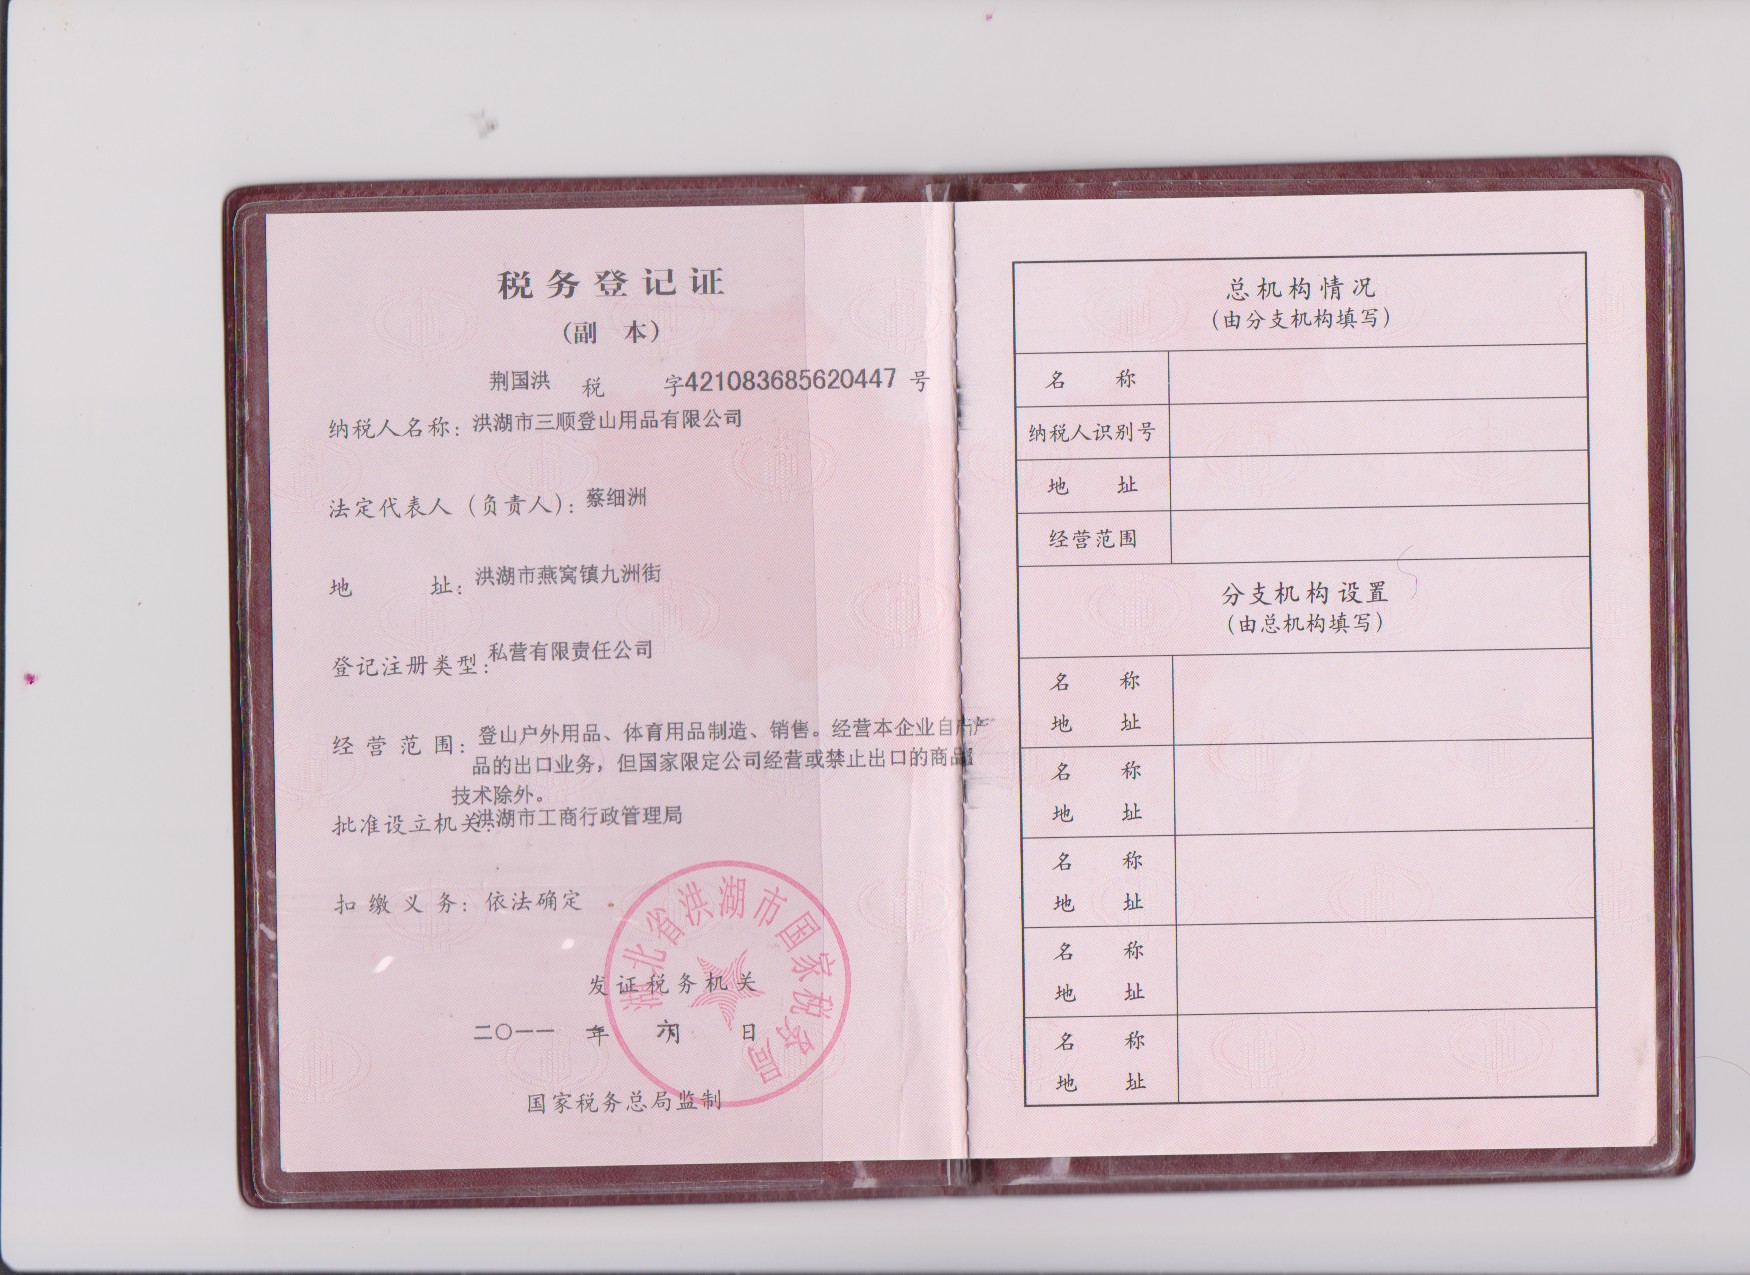 税务登记证
(副 本)
荆国洪 税 字421083685620447 号
纳税人名称：洪湖市三顺登山用品有限公司
法定代表人（负责人）：蔡细洲
地 址：洪湖市燕窝镇九洲街
登记注册类型：私营有限责任公司
经营范围：登山户外用品、体育用品制造、销售。经营本企业自产产
品的出口业务，但国家限定公司经营或禁止出口的商品
技术除外。
批准设立机关：洪湖市工商行政管理局
扣缴义务：依法确定
湖北省洪湖市国家税务局
发证税务机关
二〇一一 年 六月 日
国家税务总局监制
总机构情况
(由分支机构填写)
名 称
纳税人识别号
地 址
经营范围
分支机构设置
(由总机构填写)
名 称
地 址
名 称
地 址
名 称
地 址
名 称
地 址
名 称
地 址